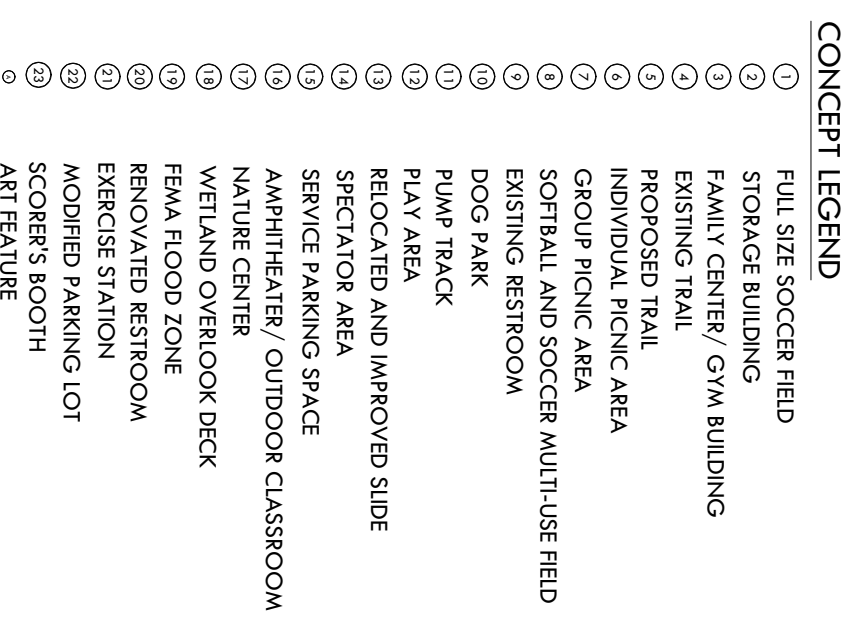 CONCEPT LEGEND
1 FULL SIZE SOCCER FIELD
2 STORAGE BUILDING
3 FAMILY CENTER/ GYM BUILDING
4 EXISTING TRAIL
5 PROPOSED TRAIL
6 INDIVIDUAL PICNIC AREA
7 GROUP PICNIC AREA
8 SOFTBALL AND SOCCER MULTI-USE FIELD
9 EXISTING RESTROOM
10 DOG PARK
11 PUMP TRACK
12 PLAY AREA
13 RELOCATED AND IMPROVED SLIDE
14 SPECTATOR AREA
15 SERVICE PARKING SPACE
16 AMPHITHEATER/ OUTDOOR CLASSROOM
17 NATURE CENTER
18 WETLAND OVERLOOK DECK
19 FEMA FLOOD ZONE
20 RENOVATED RESTROOM
21 EXERCISE STATION
22 MODIFIED PARKING LOT
23 SCORER'S BOOTH
A ART FEATURE